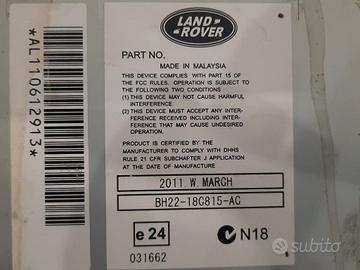 *AL110612913*
LAND
ROVER
PART NO.
MADE IN MALAYSIA
THIS DEVICE COMPLIES WITH PART 15 OF
THE FCC RULES. OPERATION IS SUBJECT TO
THE FOLLOWING TWO CONDITIONS
(1) THIS DEVICE MAY NOT CAUSE HARMFUL
INTERFERENCE.
(2) THIS DEVICE MUST ACCEPT ANY INTER-
FERENCE RECEIVED INCLUDING
INTERFERENCE THAT MAY CAUSE UNDESIRED
OPERATION.
PRODUCT IS CERTIFIED BY THE
MANUFACTURER TO COMPLY WITH DHHS
RULE 21 CFR SUBCHAPTER J APPLICATION
AT THE DATE OF MANUFACTURE
2011. W. MARCH
BH22-18C815-AC
e24
N18
031662
subito